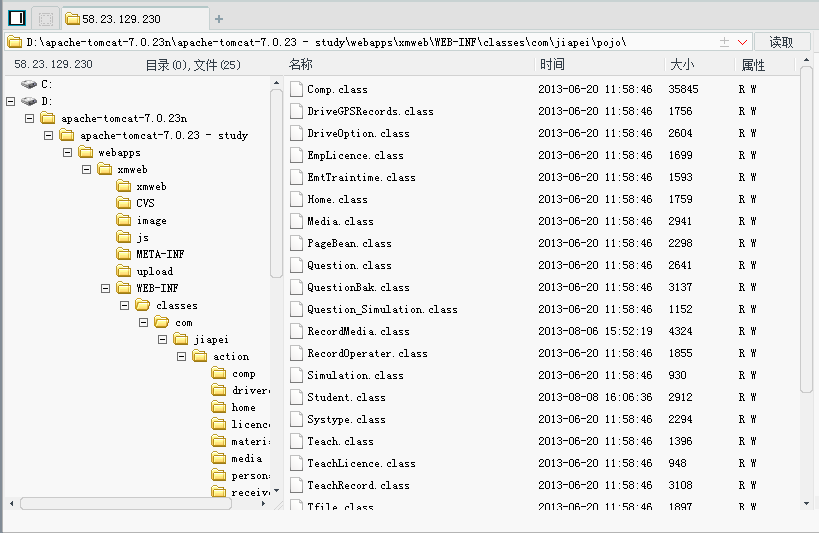 58.23.129.230
D:\apache-tomcat-7.0.23n\apache-tomcat-7.0.23 - study\webapps\xmweb\WEB-INF\classes\com\jiapei\pojo\ 读取
58.23.129.230 目录(0),文件(25)
C:
D:
apache-tomcat-7.0.23n
apache-tomcat-7.0.23 - study
webapps
xmweb
xmweb
CVS
image
js
META-INF
upload
WEB-INF
classes
com
jiapei
action
comp
drivere
home
licence
materia
media
person
receive
名称 时间 大小 属性
Comp.class 2013-06-20 11:58:46 35845 R W
DriveGPSRecords.class 2013-06-20 11:58:46 1756 R W
DriveOption.class 2013-06-20 11:58:46 2604 R W
EmpLicence.class 2013-06-20 11:58:46 1699 R W
EmtTraintime.class 2013-06-20 11:58:46 1593 R W
Home.class 2013-06-20 11:58:46 1759 R W
Media.class 2013-06-20 11:58:46 2941 R W
PageBean.class 2013-06-20 11:58:46 2298 R W
Question.class 2013-06-20 11:58:46 2641 R W
QuestionBak.class 2013-06-20 11:58:46 3137 R W
Question_Simulation.class 2013-06-20 11:58:46 1152 R W
RecordMedia.class 2013-08-06 15:52:19 4324 R W
RecordOperater.class 2013-06-20 11:58:46 1855 R W
Simulation.class 2013-06-20 11:58:46 930 R W
Student.class 2013-08-08 16:06:36 2912 R W
Systype.class 2013-06-20 11:58:46 2294 R W
Teach.class 2013-06-20 11:58:46 1396 R W
TeachLicence.class 2013-06-20 11:58:46 948 R W
TeachRecord.class 2013-06-20 11:58:46 3108 R W
Tfile.class 2013-06-20 11:58:46 1897 R W